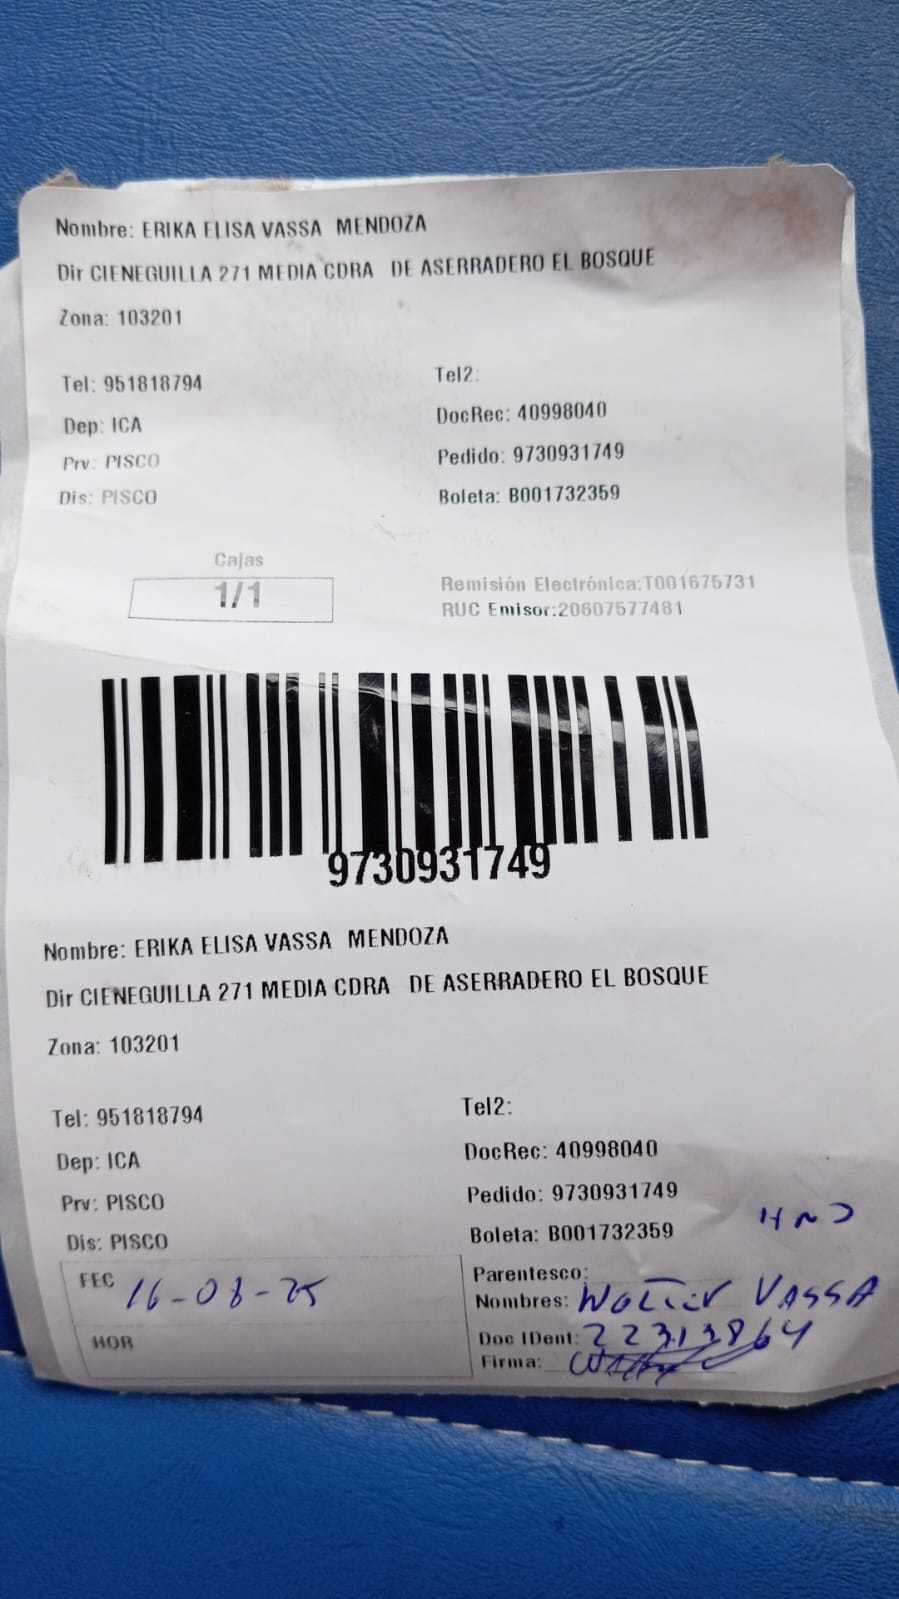 Nombre: ERIKA ELISA VASSA MENDOZA
Dir CIENEGUILLA 271 MEDIA CDRA DE ASERRADERO EL BOSQUE
Zona: 103201
Tel: 951818794 Tel2:
Dep: ICA DocRec: 40998040
Prv: PISCO Pedido: 9730931749
Dis: PISCO Boleta: B001732359
Cajas
1/1
Remisión Electrónica:T001675731
RUC Emisor:20607577481
9730931749
Nombre: ERIKA ELISA VASSA MENDOZA
Dir CIENEGUILLA 271 MEDIA CDRA DE ASERRADERO EL BOSQUE
Zona: 103201
Tel: 951818794 Tel2:
Dep: ICA DocRec: 40998040
Prv: PISCO Pedido: 9730931749
Dis: PISCO Boleta: B001732359
FEC 16-08-25 Parentesco:
Nombres: WOLTER VASSA
HOR Doc IDent: 22313864
Firma: